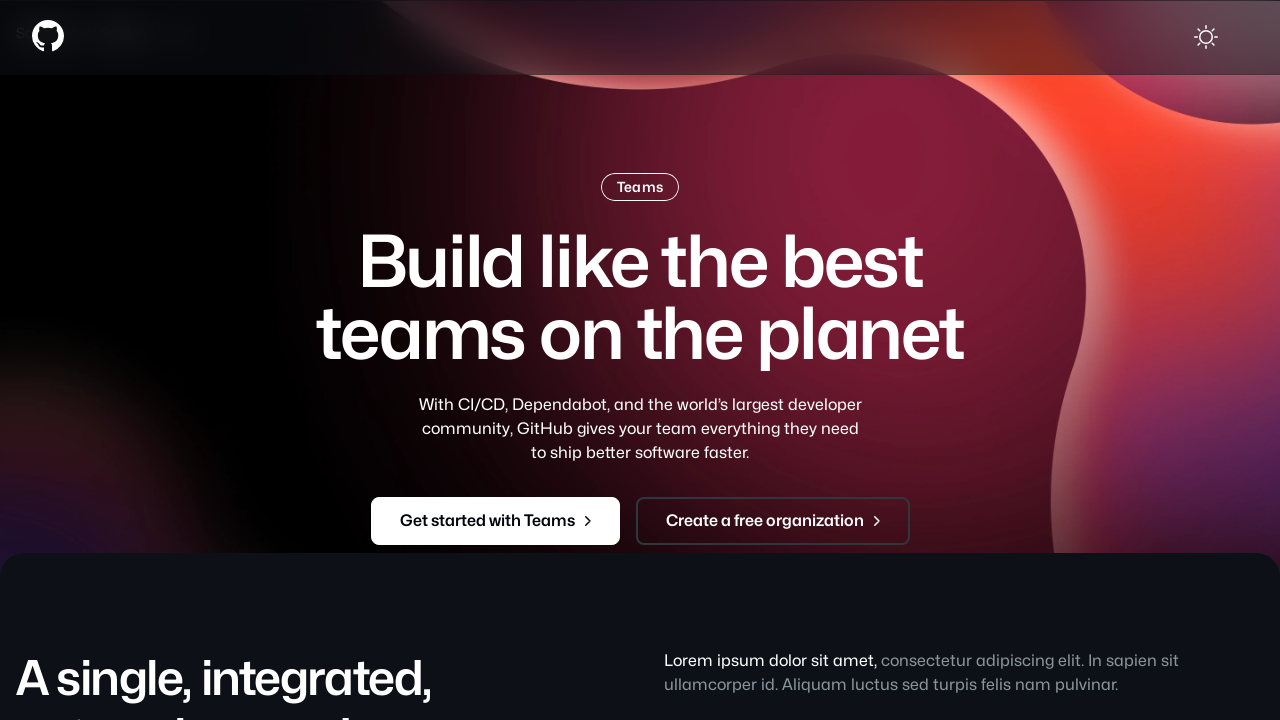 Teams
Build like the best
teams on the planet
With CI/CD, Dependabot, and the world’s largest developer
community, GitHub gives your team everything they need
to ship better software faster.
Get started with Teams
Create a free organization
A single, integrated,
Lorem ipsum dolor sit amet, consectetur adipiscing elit. In sapien sit
ullamcorper id. Aliquam luctus sed turpis felis nam pulvinar.